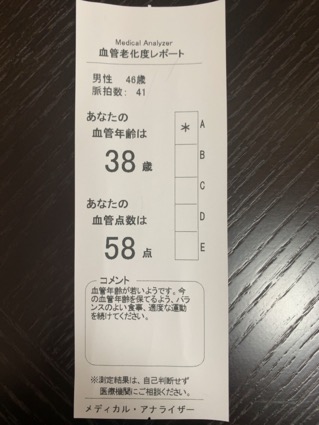 Medical Analyzer
血管老化度レポート
男性 46歳
脈拍数: 41
あなたの
血管年齢は
38 歳
* A
B
C
D
E
あなたの
血管点数は
58 点
コメント
血管年齢が若いようです。今
の血管年齢を保てるよう、バラ
ンスのよい食事、適度な運動
を続けてください。
※測定結果は、自己判断せず
医療機関にご相談ください。
メディカル・アナライザー